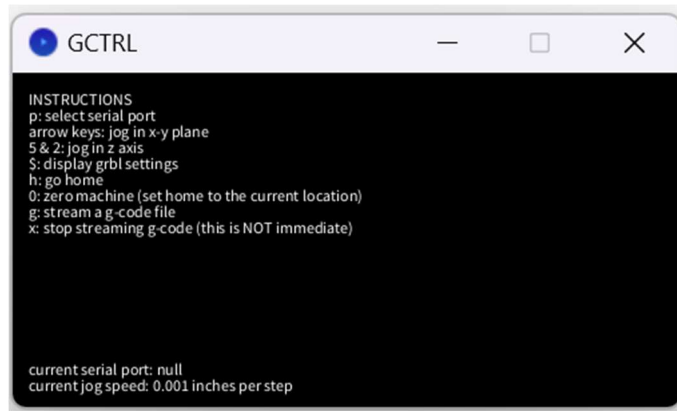 GCTRL
INSTRUCTIONS
p: select serial port
arrow keys: jog in x-y plane
5 & 2: jog in z axis
$: display grbl settings
h: go home
0: zero machine (set home to the current location)
g: stream a g-code file
x: stop streaming g-code (this is NOT immediate)
current serial port: null
current jog speed: 0.001 inches per step